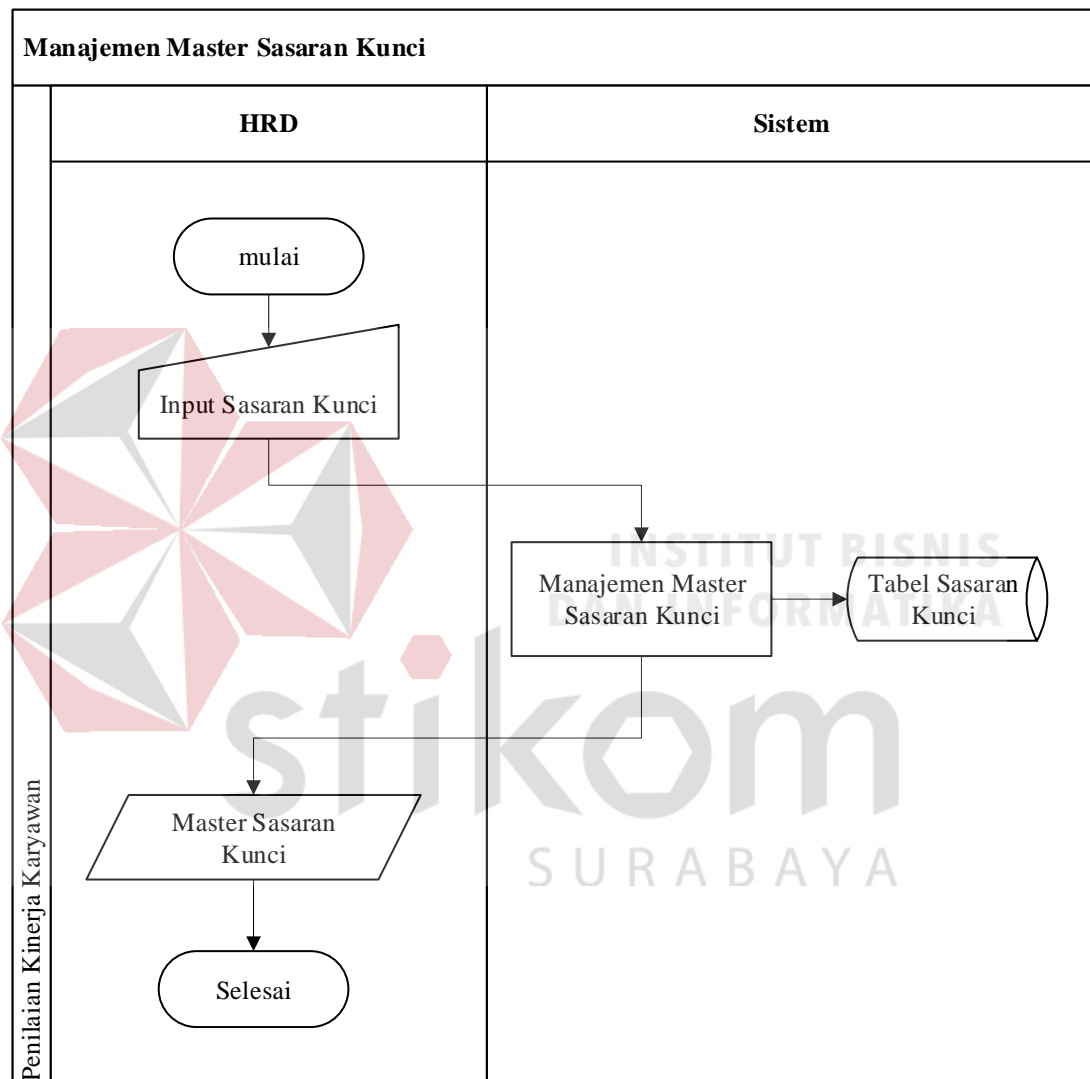 Manajemen Master Sasaran Kunci
HRD
Sistem
mulai
Input Sasaran Kunci
Manajemen Master
Sasaran Kunci
Tabel Sasaran
Kunci
Master Sasaran
Kunci
Selesai
Penilaian Kinerja Karyawan
INSTITUT BISNIS
DAN INFORMATIKA
stikom
SURABAYA